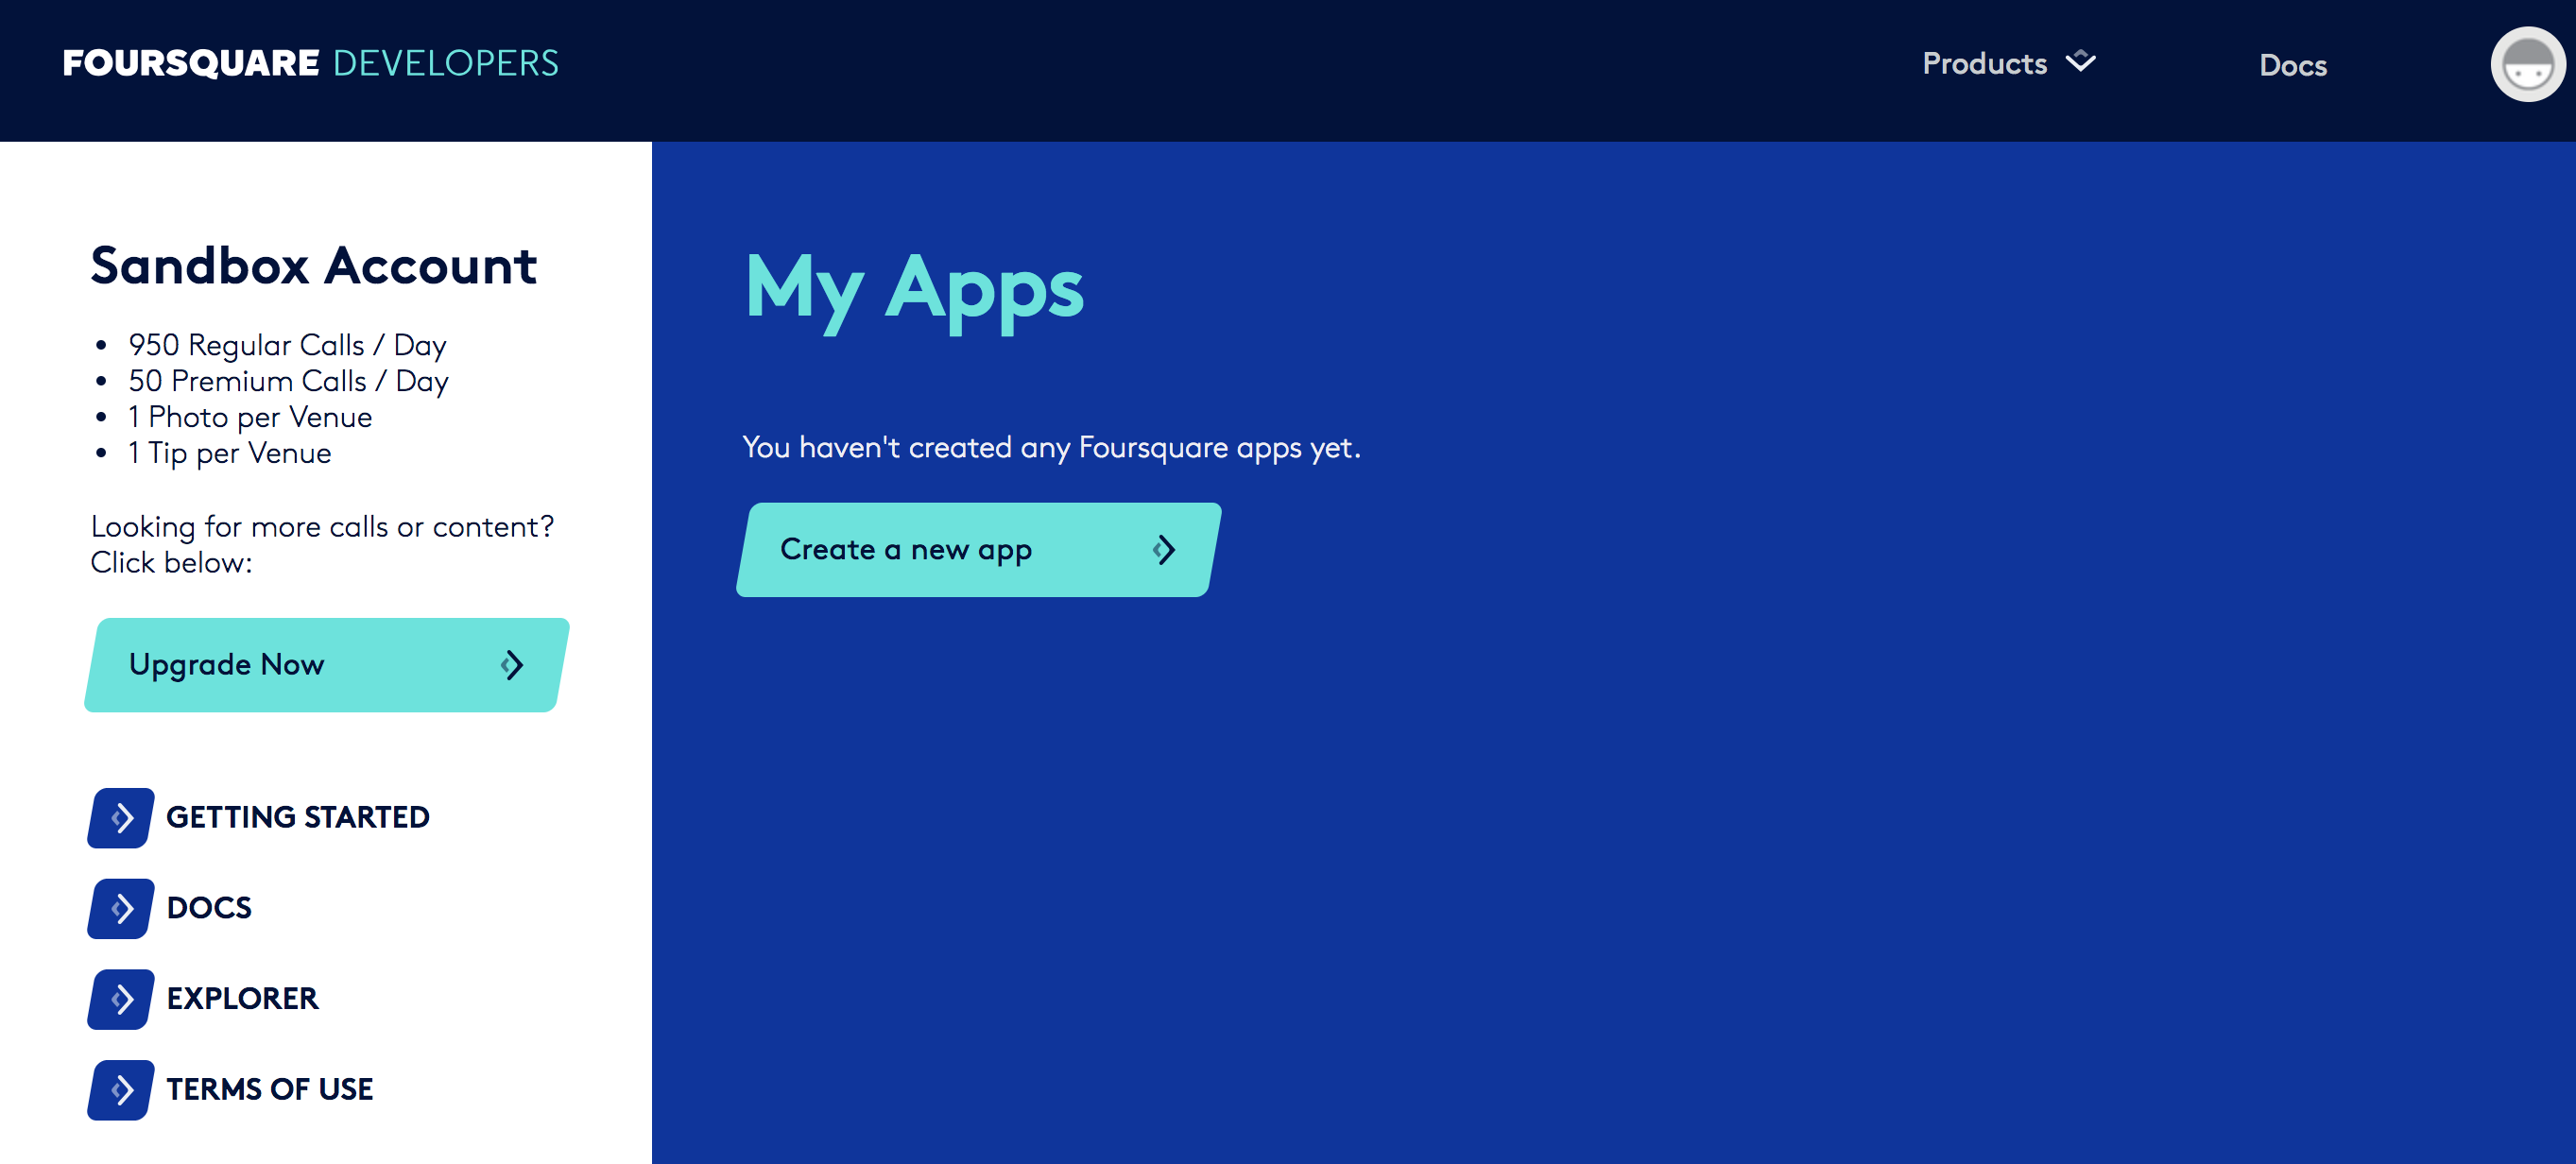 FOURSQUARE DEVELOPERS
Products
Docs
Sandbox Account
950 Regular Calls / Day
50 Premium Calls / Day
1 Photo per Venue
1 Tip per Venue
Looking for more calls or content?
Click below:
Upgrade Now
GETTING STARTED
DOCS
EXPLORER
TERMS OF USE
My Apps
You haven't created any Foursquare apps yet.
Create a new app